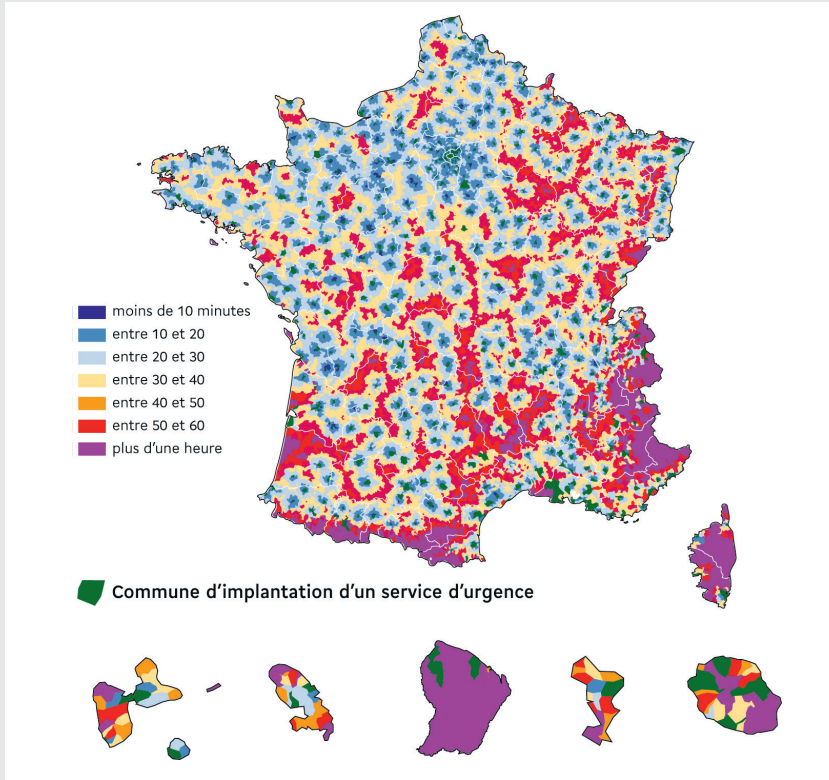 moins de 10 minutes
entre 10 et 20
entre 20 et 30
entre 30 et 40
entre 40 et 50
entre 50 et 60
plus d'une heure
Commune d'implantation d'un service d'urgence